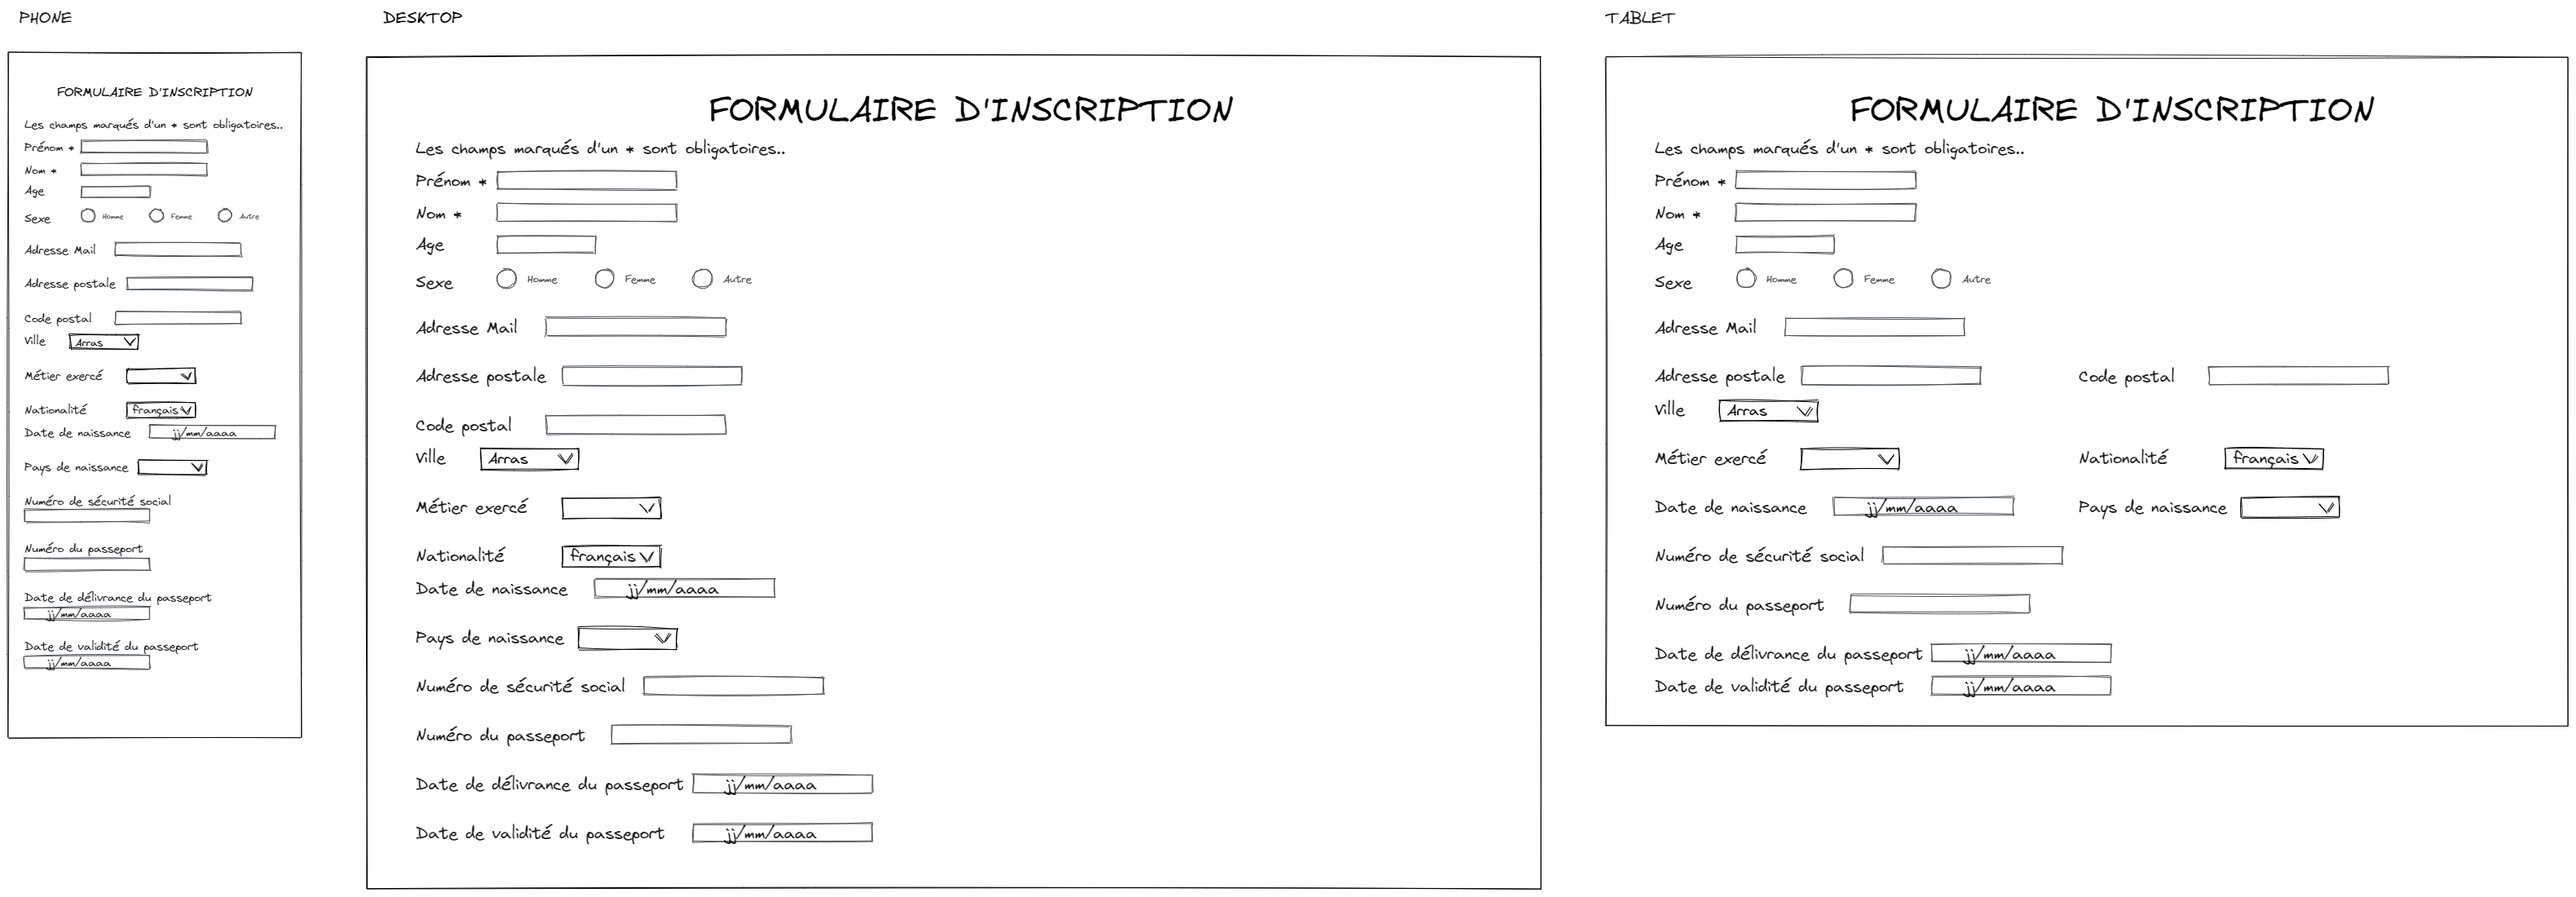 PHONE
FORMULAIRE D'INSCRIPTION
Les champs marqués d'un * sont obligatoires..
Prénom *
Nom *
Age
Sexe Homme Femme Autre
Adresse Mail
Adresse postale
Code postal
Ville Arras
Métier exercé
Nationalité français
Date de naissance jj/mm/aaaa
Pays de naissance
Numéro de sécurité social
Numéro du passeport
Date de délivrance du passeport
jj/mm/aaaa
Date de validité du passeport
jj/mm/aaaa
DESKTOP
FORMULAIRE D'INSCRIPTION
Les champs marqués d'un * sont obligatoires..
Prénom *
Nom *
Age
Sexe Homme Femme Autre
Adresse Mail
Adresse postale
Code postal
Ville Arras
Métier exercé
Nationalité français
Date de naissance jj/mm/aaaa
Pays de naissance
Numéro de sécurité social
Numéro du passeport
Date de délivrance du passeport jj/mm/aaaa
Date de validité du passeport jj/mm/aaaa
TABLET
FORMULAIRE D'INSCRIPTION
Les champs marqués d'un * sont obligatoires..
Prénom *
Nom *
Age
Sexe Homme Femme Autre
Adresse Mail
Adresse postale Code postal
Ville Arras
Métier exercé Nationalité français
Date de naissance jj/mm/aaaa Pays de naissance
Numéro de sécurité social
Numéro du passeport
Date de délivrance du passeport jj/mm/aaaa
Date de validité du passeport jj/mm/aaaa